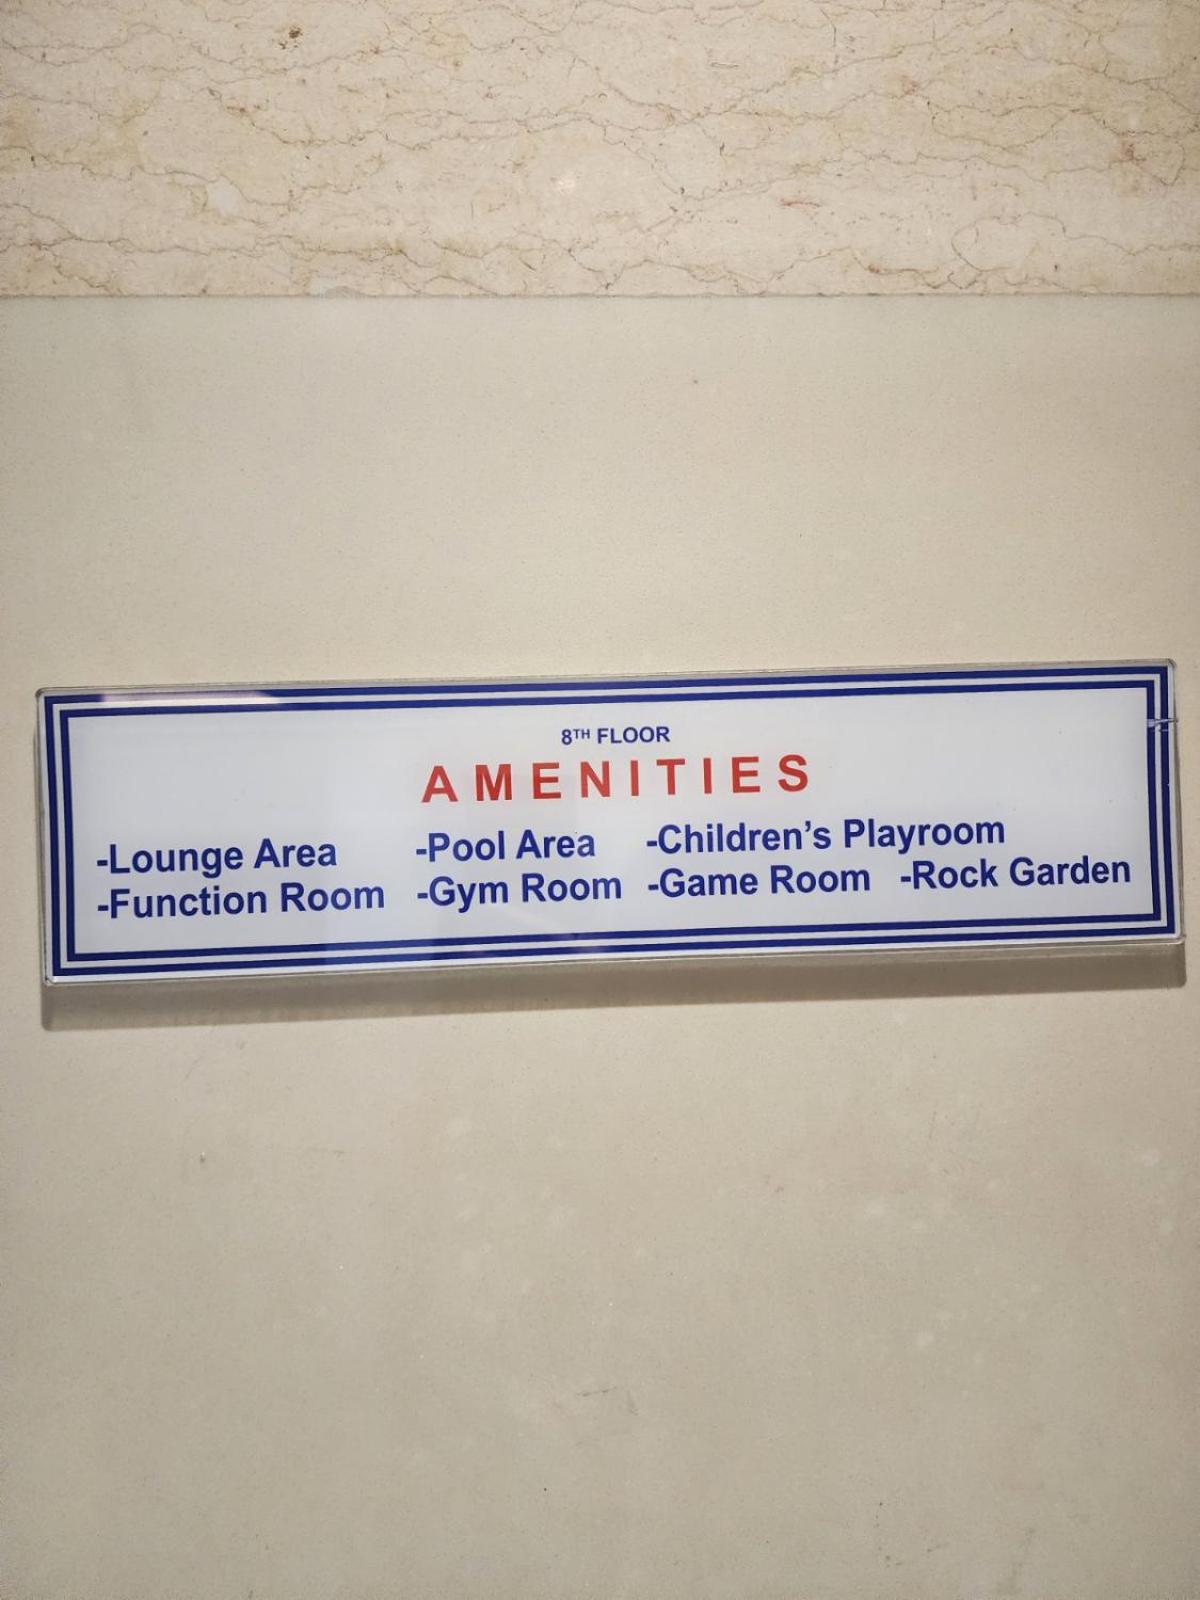 8TH FLOOR
AMENITIES
-Lounge Area -Pool Area -Children's Playroom
-Function Room -Gym Room -Game Room -Rock Garden